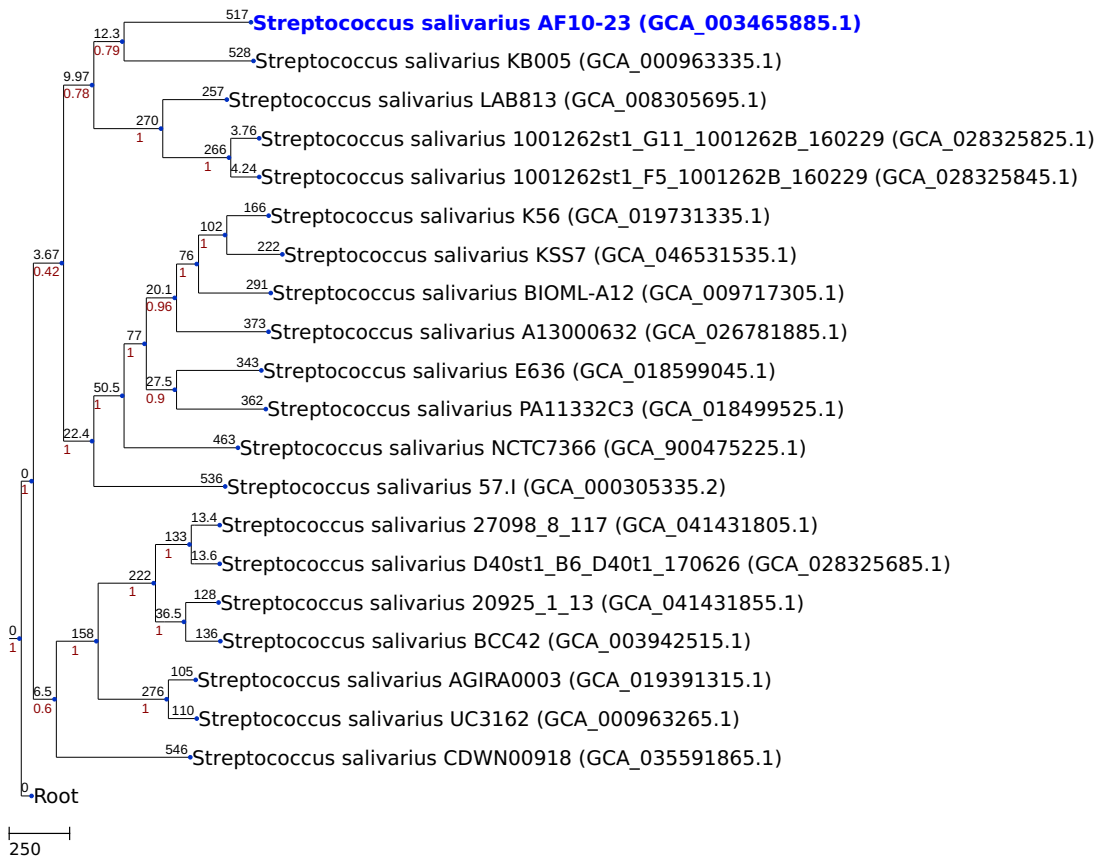 517
Streptococcus salivarius AF10-23 (GCA_003465885.1)
12.3
0.79
528
Streptococcus salivarius KB005 (GCA_000963335.1)
9.97
0.78
257
Streptococcus salivarius LAB813 (GCA_008305695.1)
270
1
3.76
Streptococcus salivarius 1001262st1_G11_1001262B_160229 (GCA_028325825.1)
266
1
4.24
Streptococcus salivarius 1001262st1_F5_1001262B_160229 (GCA_028325845.1)
166
Streptococcus salivarius K56 (GCA_019731335.1)
102
1
222
Streptococcus salivarius KSS7 (GCA_046531535.1)
76
1
3.67
0.42
291
Streptococcus salivarius BIOML-A12 (GCA_009717305.1)
20.1
0.96
373
Streptococcus salivarius A13000632 (GCA_026781885.1)
77
1
343
Streptococcus salivarius E636 (GCA_018599045.1)
27.5
0.9
50.5
1
362
Streptococcus salivarius PA11332C3 (GCA_018499525.1)
22.4
1
463
Streptococcus salivarius NCTC7366 (GCA_900475225.1)
0
1
536
Streptococcus salivarius 57.I (GCA_000305335.2)
13.4
Streptococcus salivarius 27098_8_117 (GCA_041431805.1)
133
1
13.6
Streptococcus salivarius D40st1_B6_D40t1_170626 (GCA_028325685.1)
222
1
128
Streptococcus salivarius 20925_1_13 (GCA_041431855.1)
36.5
1
136
Streptococcus salivarius BCC42 (GCA_003942515.1)
0
1
158
1
105
Streptococcus salivarius AGIRA0003 (GCA_019391315.1)
6.5
0.6
276
1
110
Streptococcus salivarius UC3162 (GCA_000963265.1)
546
Streptococcus salivarius CDWN00918 (GCA_035591865.1)
0
Root
250